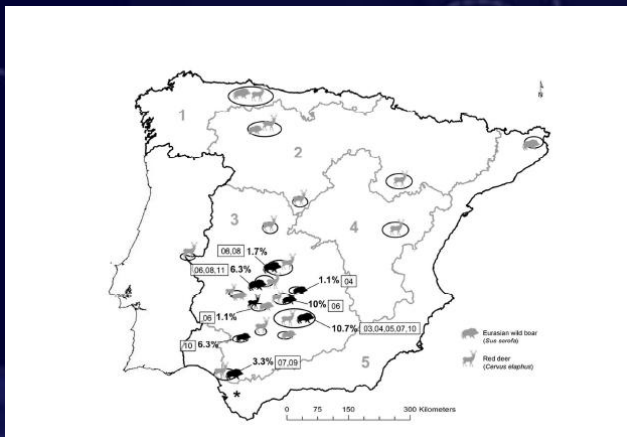 N
1
2
3
4
06,08 1.7%
06,08,11 6.3%
1.1% 04
10% 06
06 1.1%
10.7% 03,04,05,07,10
/10 6.3%
3.3% 07,09
5
*
Eurasian wild boar
(Sus scrofa)
Red deer
(Cervus elaphus)
0 75 150 300 Kilometers